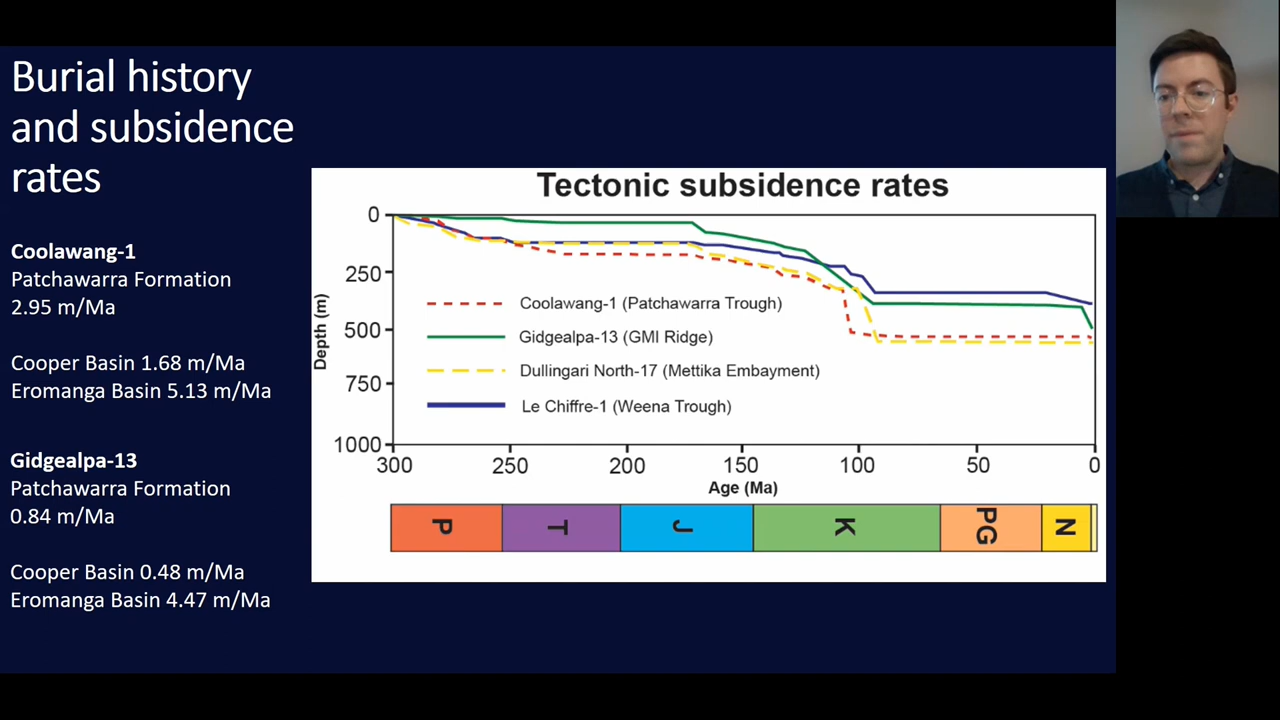 Burial history
and subsidence
rates
Coolawang-1
Patchawarra Formation
2.95 m/Ma
Cooper Basin 1.68 m/Ma
Eromanga Basin 5.13 m/Ma
Gidgealpa-13
Patchawarra Formation
0.84 m/Ma
Cooper Basin 0.48 m/Ma
Eromanga Basin 4.47 m/Ma
Tectonic subsidence rates
0
250
500
750
1000
Depth (m)
Coolawang-1 (Patchawarra Trough)
Gidgealpa-13 (GMI Ridge)
Dullingari North-17 (Mettika Embayment)
Le Chiffre-1 (Weena Trough)
300 250 200 150 100 50 0
Age (Ma)
P T J K PG N